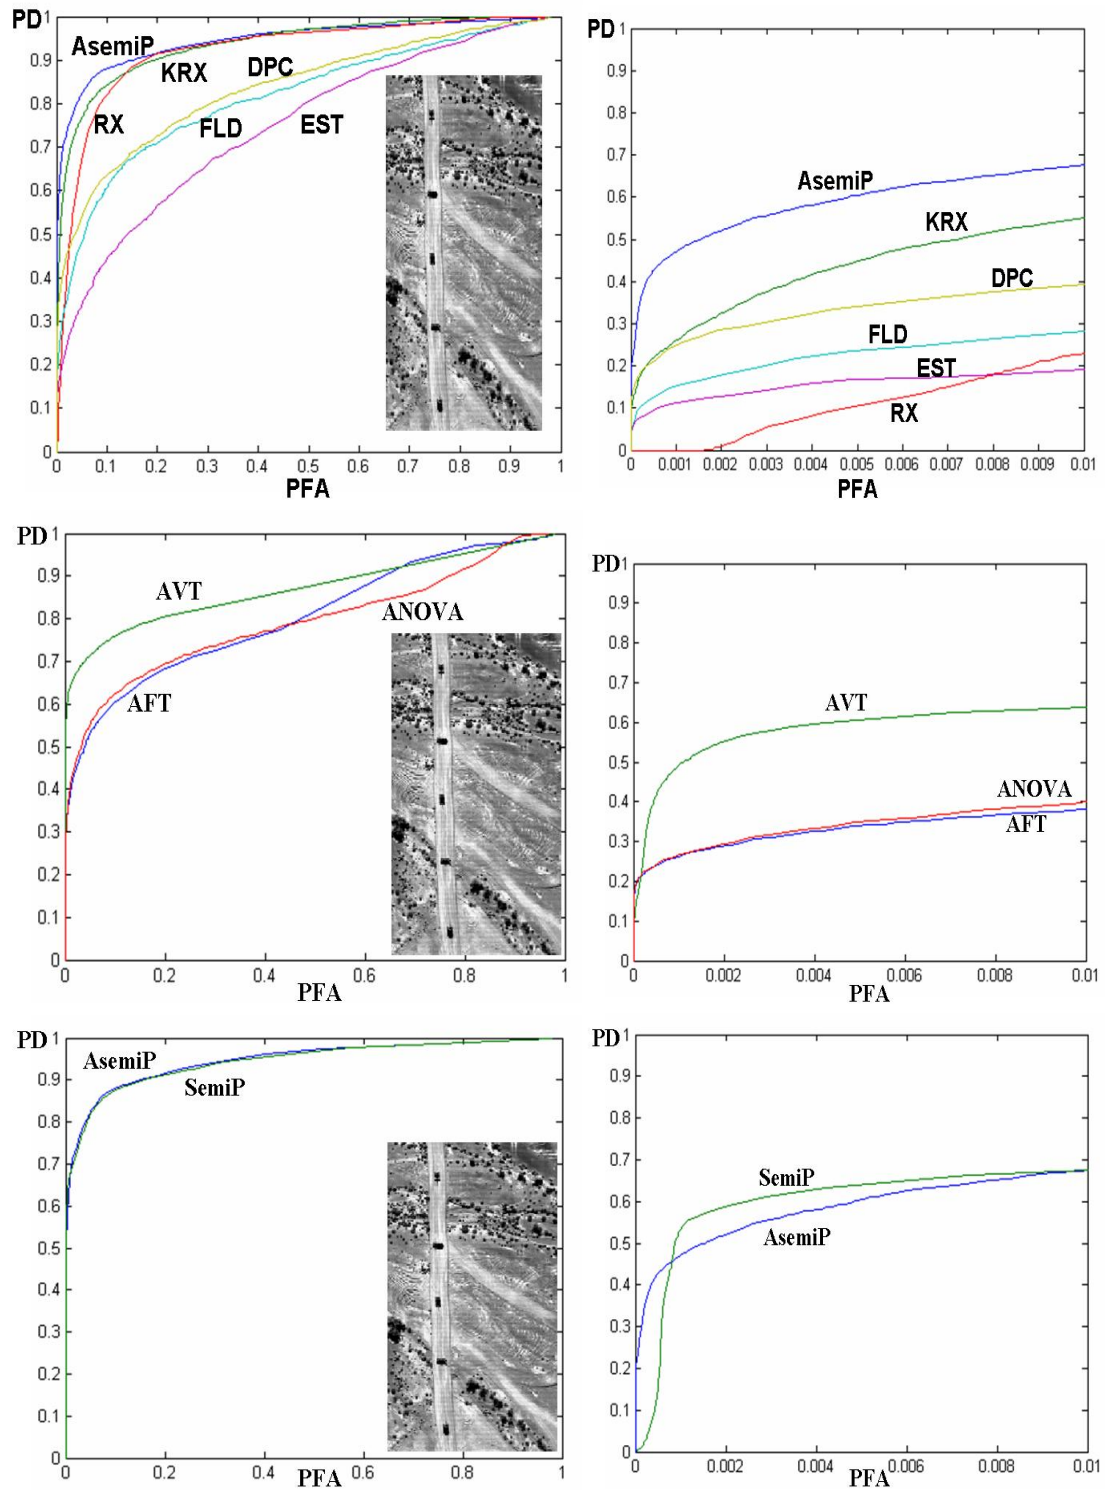 PD 1
0.9
0.8
0.7
0.6
0.5
0.4
0.3
0.2
0.1
0
AsemiP
KRX
DPC
RX
FLD
EST
0 0.1 0.2 0.3 0.4 0.5 0.6 0.7 0.8 0.9 1
PFA
PD 1
0.9
0.8
0.7
0.6
0.5
0.4
0.3
0.2
0.1
0
AsemiP
KRX
DPC
FLD
EST
RX
0 0.001 0.002 0.003 0.004 0.005 0.006 0.007 0.008 0.009 0.01
PFA
PD 1
0.9
0.8
0.7
0.6
0.5
0.4
0.3
0.2
0.1
0
AVT
ANOVA
AFT
0 0.2 0.4 0.6 0.8 1
PFA
PD 1
0.9
0.8
0.7
0.6
0.5
0.4
0.3
0.2
0.1
0
AVT
ANOVA
AFT
0 0.002 0.004 0.006 0.008 0.01
PFA
PD 1
0.9
0.8
0.7
0.6
0.5
0.4
0.3
0.2
0.1
0
AsemiP
SemiP
0 0.2 0.4 0.6 0.8 1
PFA
PD 1
0.9
0.8
0.7
0.6
0.5
0.4
0.3
0.2
0.1
0
SemiP
AsemiP
0 0.002 0.004 0.006 0.008 0.01
PFA